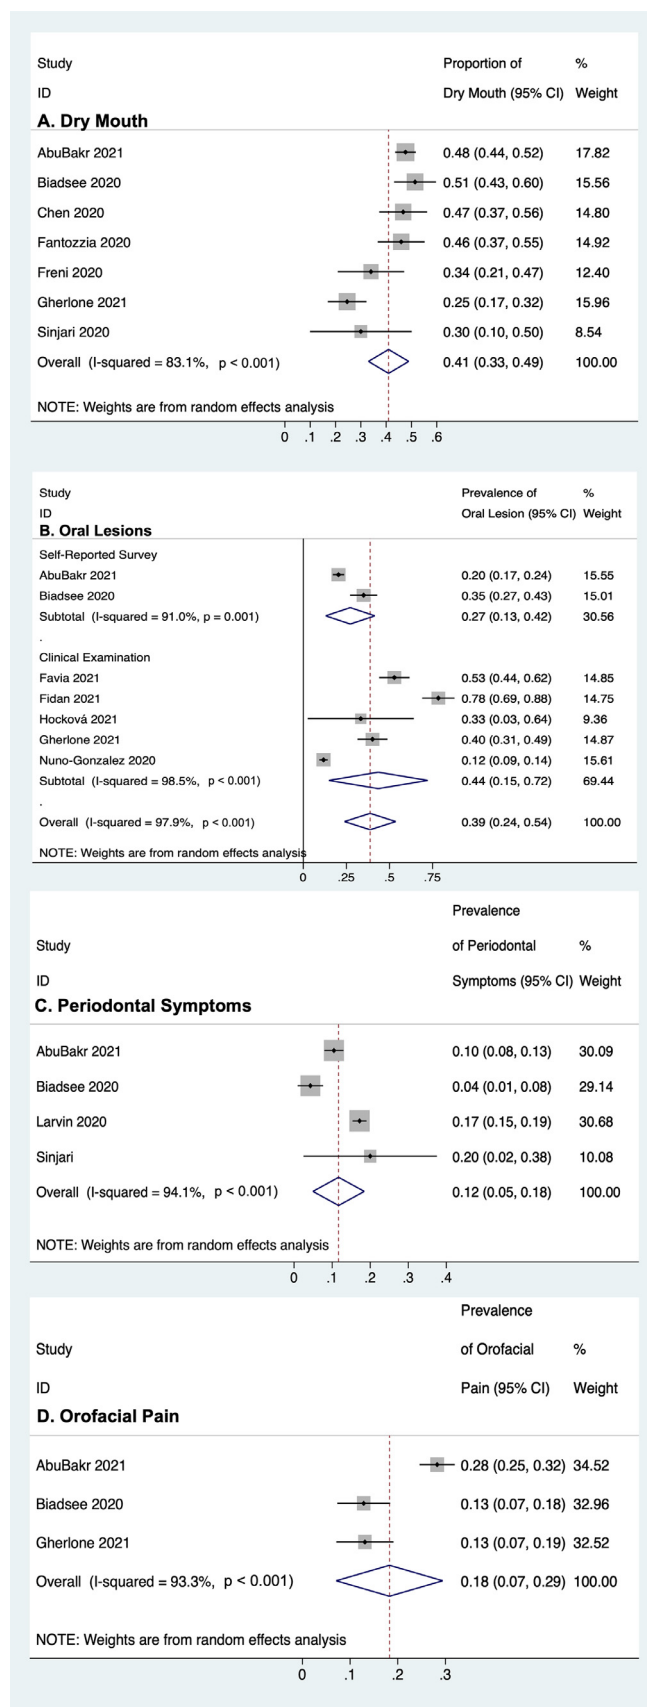 Study Proportion of %
ID Dry Mouth (95% CI) Weight
A. Dry Mouth
AbuBakr 2021 0.48 (0.44, 0.52) 17.82
Biadsee 2020 0.51 (0.43, 0.60) 15.56
Chen 2020 0.47 (0.37, 0.56) 14.80
Fantozzia 2020 0.46 (0.37, 0.55) 14.92
Freni 2020 0.34 (0.21, 0.47) 12.40
Gherlone 2021 0.25 (0.17, 0.32) 15.96
Sinjari 2020 0.30 (0.10, 0.50) 8.54
Overall (I-squared = 83.1%, p < 0.001) 0.41 (0.33, 0.49) 100.00
NOTE: Weights are from random effects analysis
0 .1 .2 .3 .4 .5 .6
Study Prevalence of %
ID Oral Lesion (95% CI) Weight
B. Oral Lesions
Self-Reported Survey
AbuBakr 2021 0.20 (0.17, 0.24) 15.55
Biadsee 2020 0.35 (0.27, 0.43) 15.01
Subtotal (I-squared = 91.0%, p = 0.001) 0.27 (0.13, 0.42) 30.56
.
Clinical Examination
Favia 2021 0.53 (0.44, 0.62) 14.85
Fidan 2021 0.78 (0.69, 0.88) 14.75
Hocková 2021 0.33 (0.03, 0.64) 9.36
Gherlone 2021 0.40 (0.31, 0.49) 14.87
Nuno-Gonzalez 2020 0.12 (0.09, 0.14) 15.61
Subtotal (I-squared = 98.5%, p < 0.001) 0.44 (0.15, 0.72) 69.44
.
Overall (I-squared = 97.9%, p < 0.001) 0.39 (0.24, 0.54) 100.00
NOTE: Weights are from random effects analysis
0 .25 .5 .75
Prevalence
Study of Periodontal %
ID Symptoms (95% CI) Weight
C. Periodontal Symptoms
AbuBakr 2021 0.10 (0.08, 0.13) 30.09
Biadsee 2020 0.04 (0.01, 0.08) 29.14
Larvin 2020 0.17 (0.15, 0.19) 30.68
Sinjari 0.20 (0.02, 0.38) 10.08
Overall (I-squared = 94.1%, p < 0.001) 0.12 (0.05, 0.18) 100.00
NOTE: Weights are from random effects analysis
0 .1 .2 .3 .4
Prevalence
Study of Orofacial %
ID Pain (95% CI) Weight
D. Orofacial Pain
AbuBakr 2021 0.28 (0.25, 0.32) 34.52
Biadsee 2020 0.13 (0.07, 0.18) 32.96
Gherlone 2021 0.13 (0.07, 0.19) 32.52
Overall (I-squared = 93.3%, p < 0.001) 0.18 (0.07, 0.29) 100.00
NOTE: Weights are from random effects analysis
0 .1 .2 .3